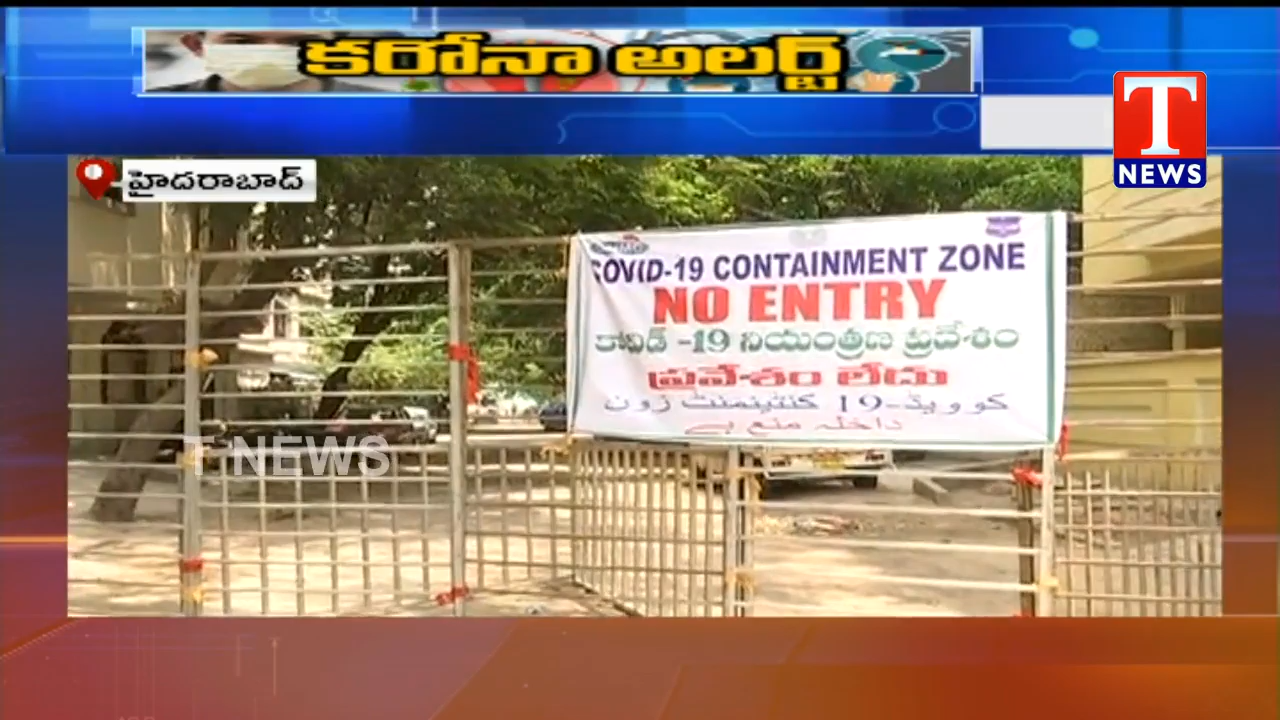 కరోనా అలర్ట్
T
NEWS
హైదరాబాద్
COVID-19 CONTAINMENT ZONE
NO ENTRY
కోవిడ్ -19 నియంత్రణ ప్రవేశం
ప్రవేశం లేదు
کوویڈ-19 کنٹینمنٹ زون
داخلہ منع ہے
T NEWS